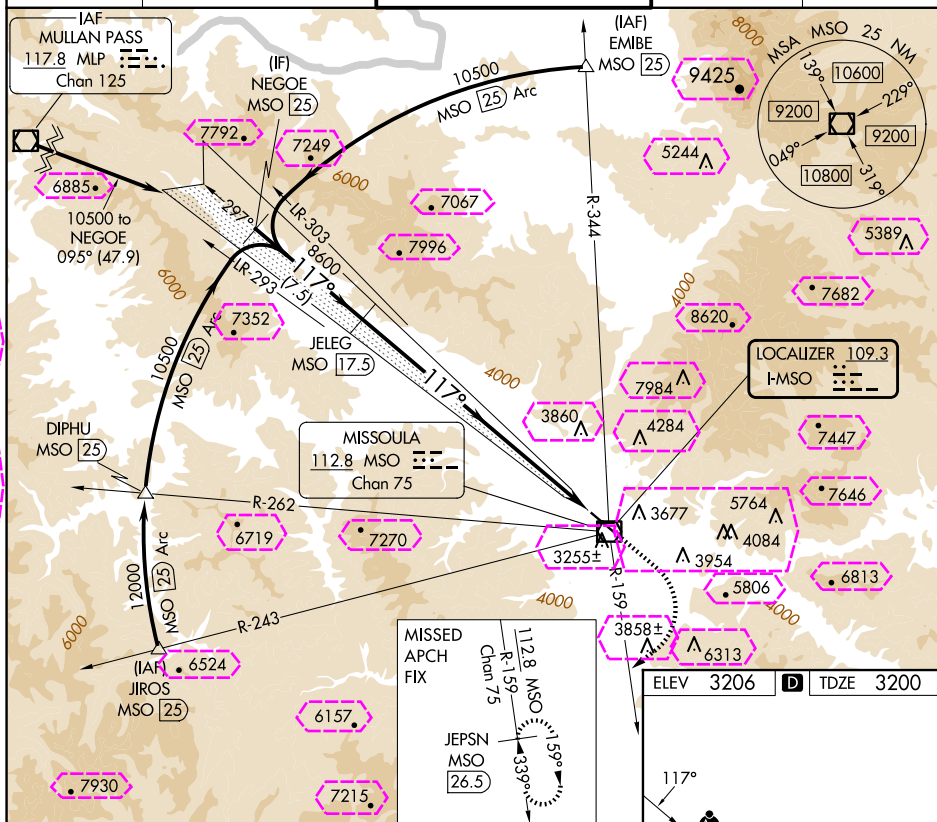 IAF
MULLAN PASS
117.8 MLP
Chan 125
(IF)
NEGOE
MSO 25
10500
MSO 25 Arc
(IAF)
EMIBE
MSO 25
9425
8000
MSA MSO 25 NM
139°
10600
229°
9200
9200
049°
10800
319°
7792
7249
6000
5244
6885
10500 to
NEGOE
095° (47.9)
297°
LR-303
8600
117°
(7.5)
LR-293
7067
7996
R-344
5389
6000
4000
7682
8620
7352
10500
MSO 25 Arc
JELEG
MSO 17.5
117°
4000
LOCALIZER 109.3
I-MSO
7984
3860
4284
7447
DIPHU
MSO 25
MISSOULA
112.8 MSO
Chan 75
7646
R-262
5764
3677
4084
3954
6719
7270
3255±
5806
6813
12000
MSO 25 Arc
R-243
4000
R-159
4000
6000
3858±
6313
(IAF)
JIROS
MSO 25
6524
MISSED
APCH
FIX
112.8 MSO
R-159
Chan 75
JEPSN
MSO
26.5
159°
339°
ELEV 3206 D TDZE 3200
6157
7930
7215
117°